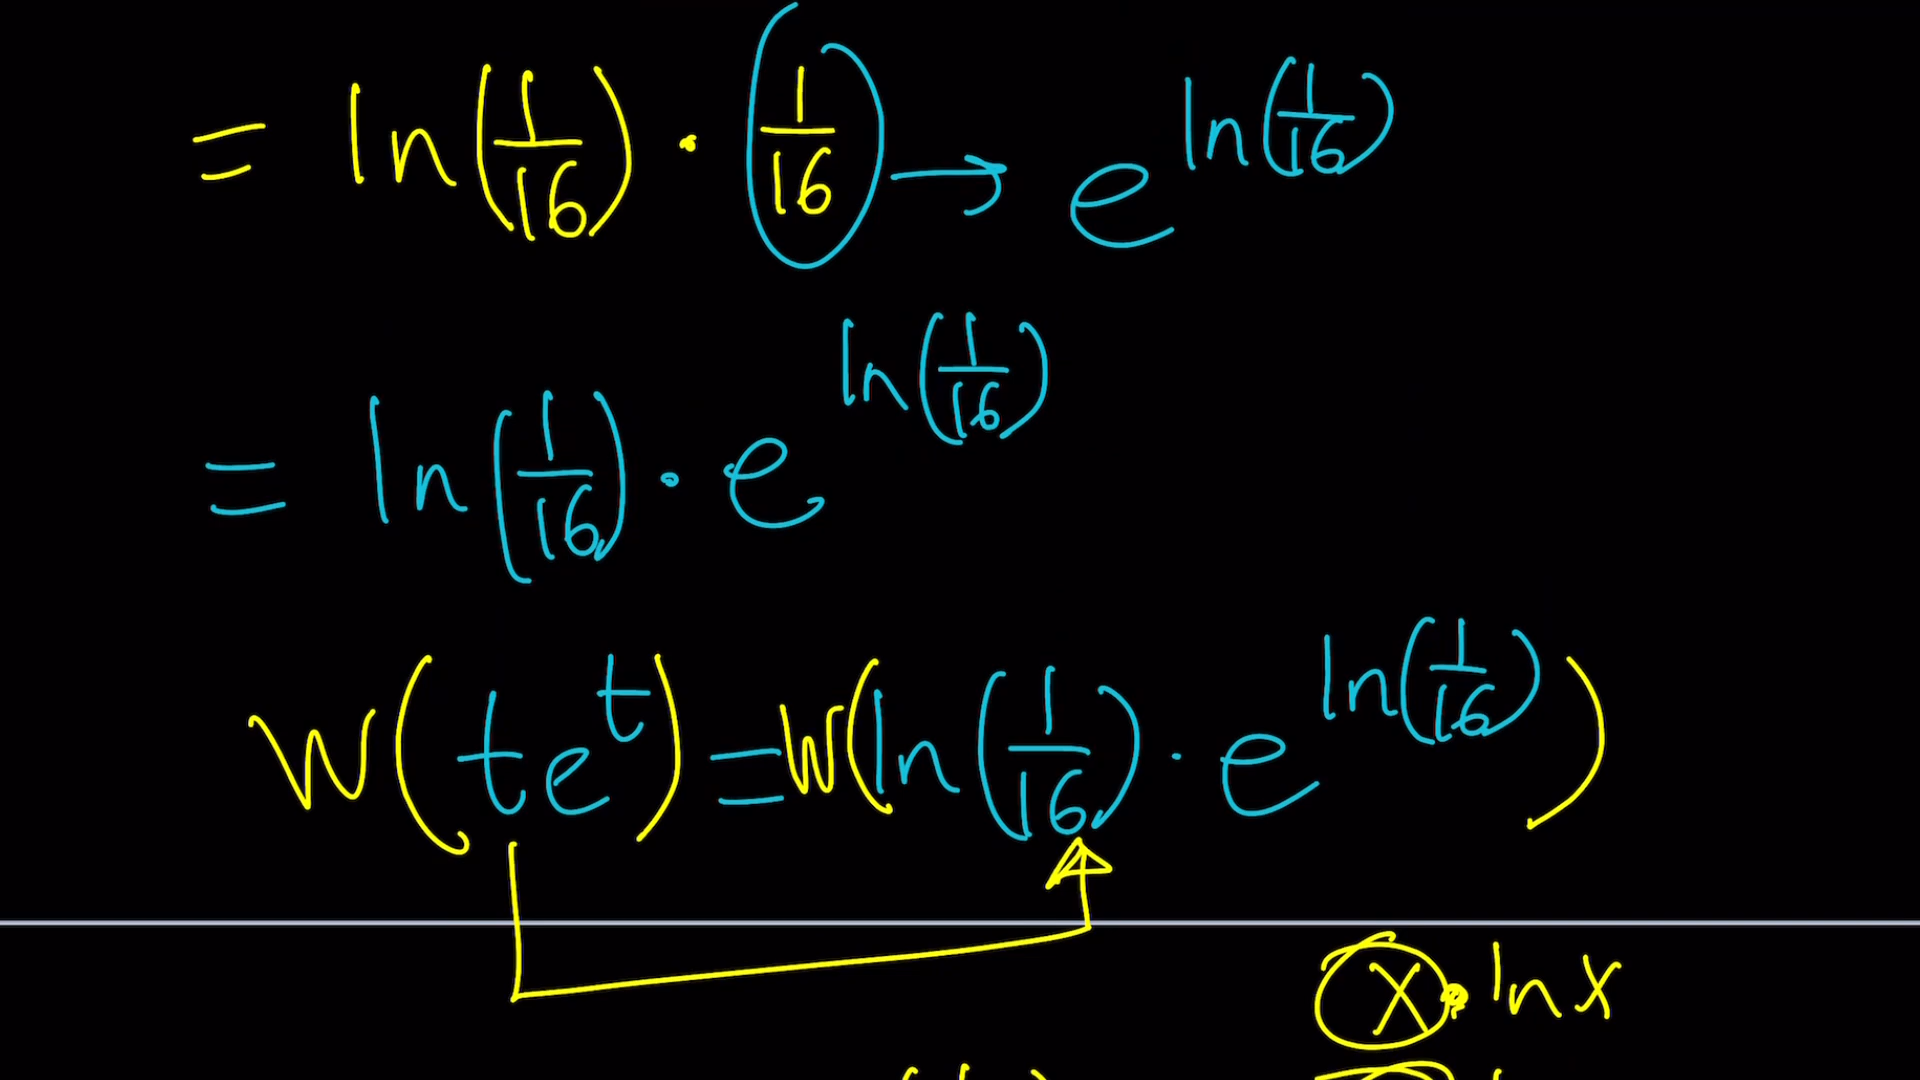 = ln(1/16) · (1/16) → e^ln(1/16)
= ln(1/16) · e^ln(1/16)
W(te^t) = W(ln(1/16) · e^ln(1/16))
x · ln x